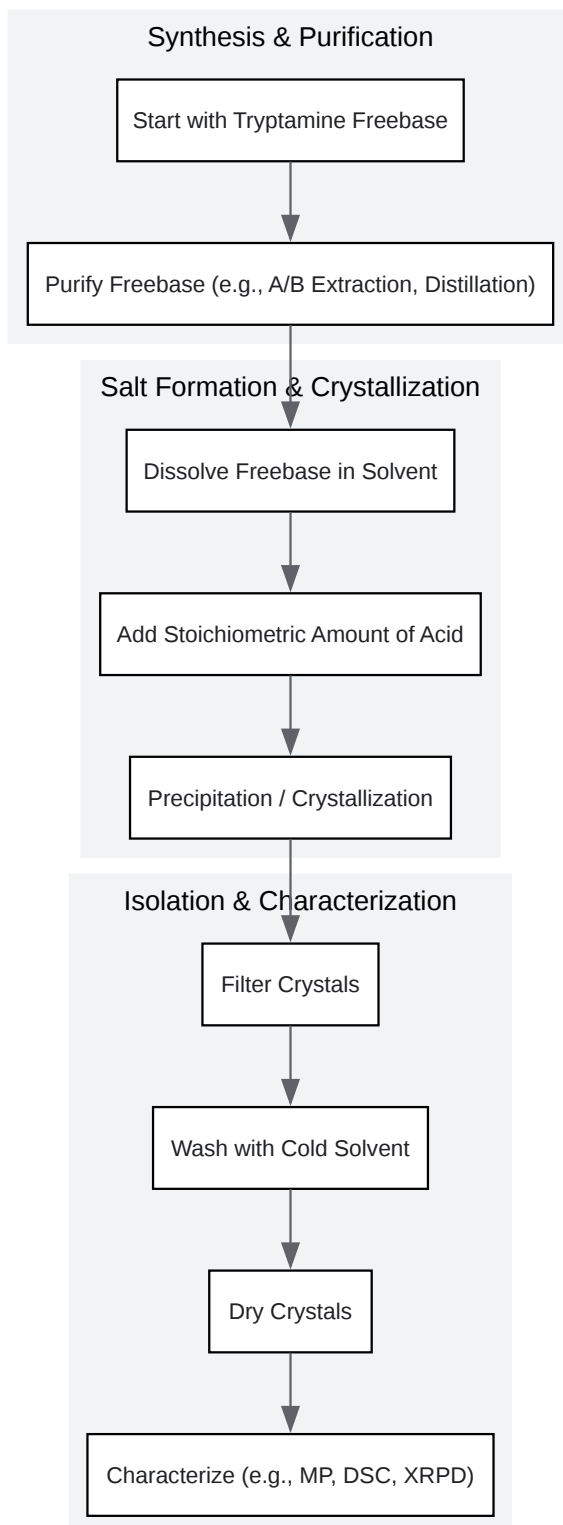 Synthesis & Purification
Start with Tryptamine Freebase
Purify Freebase (e.g., A/B Extraction, Distillation)
Salt Formation & Crystallization
Dissolve Freebase in Solvent
Add Stoichiometric Amount of Acid
Precipitation / Crystallization
Isolation & Characterization
Filter Crystals
Wash with Cold Solvent
Dry Crystals
Characterize (e.g., MP, DSC, XRPD)